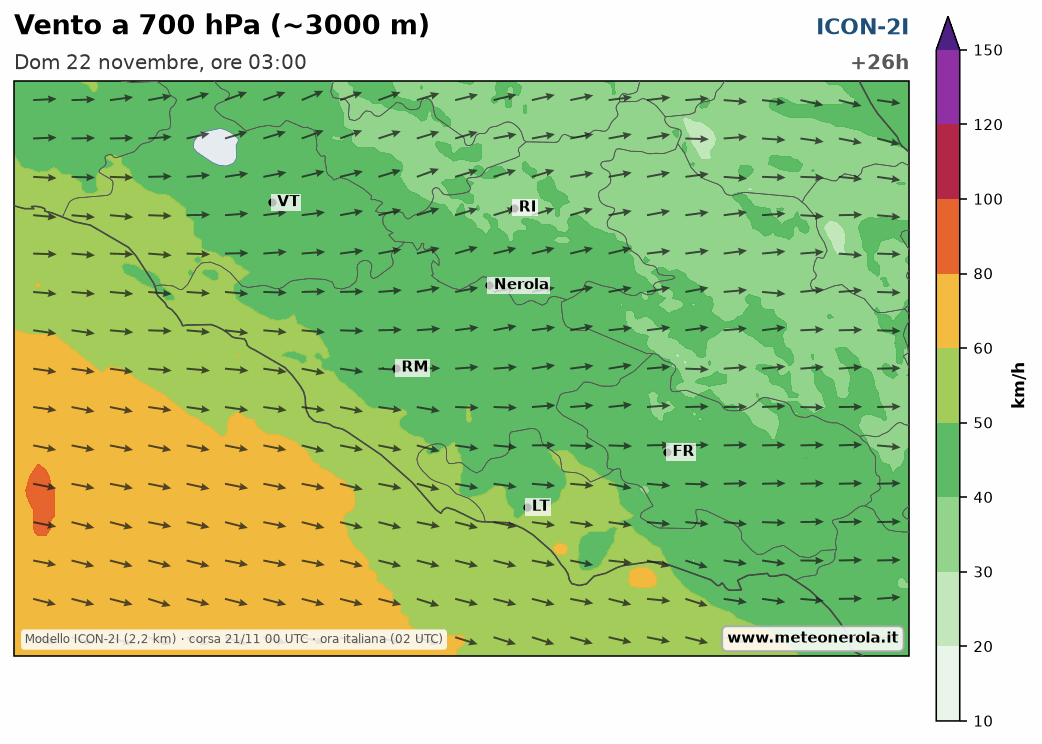 Vento a 700 hPa (~3000 m)
ICON-2I
Dom 22 novembre, ore 03:00
+26h
150
120
100
80
60
50
40
30
20
10
km/h
VT
RI
Nerola
RM
FR
LT
Modello ICON-2I (2,2 km) · corsa 21/11 00 UTC · ora italiana (02 UTC)
www.meteonerola.it